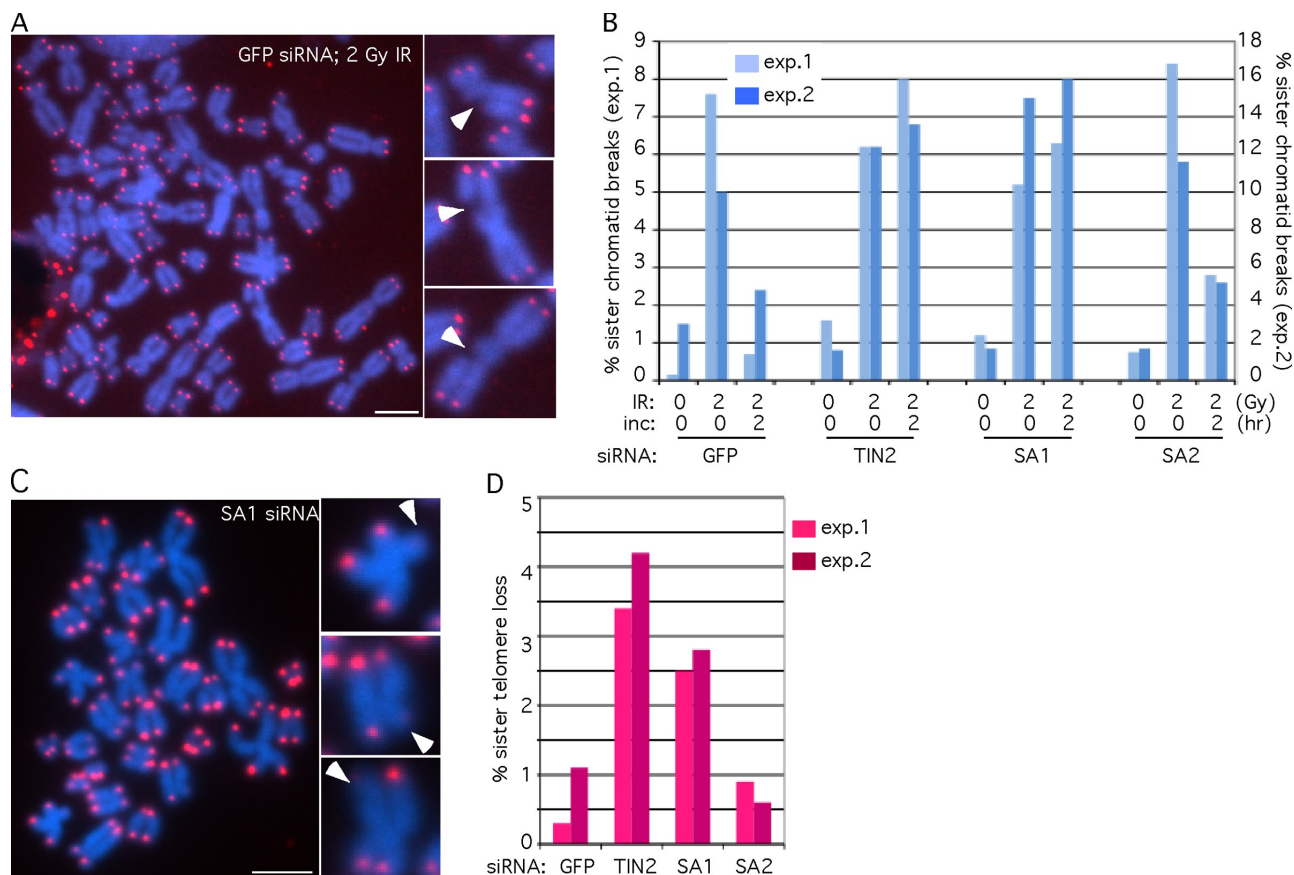 A
GFP siRNA; 2 Gy IR
B
% sister chromatid breaks (exp.1)
9
8
7
6
5
4
3
2
1
0
exp.1
exp.2
18
16
14
12
10
8
6
4
2
0
% sister chromatid breaks (exp.2)
IR: 0 2 2 0 2 2 0 2 2 0 2 2 (Gy)
inc: 0 0 2 0 0 2 0 0 2 0 0 2 (hr)
siRNA: GFP TIN2 SA1 SA2
C
SA1 siRNA
D
% sister telomere loss
5
4
3
2
1
0
exp.1
exp.2
siRNA: GFP TIN2 SA1 SA2